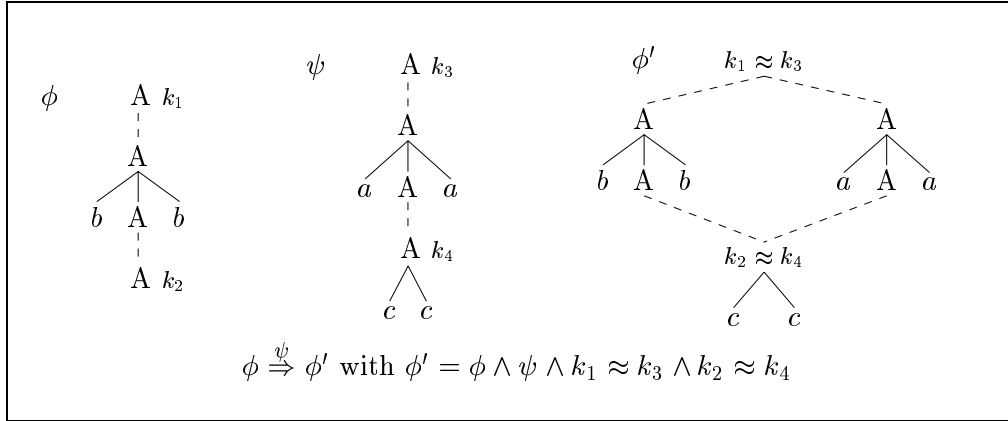 ψ A k₃ ϕ′ k₁ ≈ k₃
ϕ A k₁
A A A
A
b A b a A a b A b a A a
A k₄ k₂ ≈ k₄
A k₂
c c c c
ϕ ψ⇒ ϕ′ with ϕ′ = ϕ ∧ ψ ∧ k₁ ≈ k₃ ∧ k₂ ≈ k₄